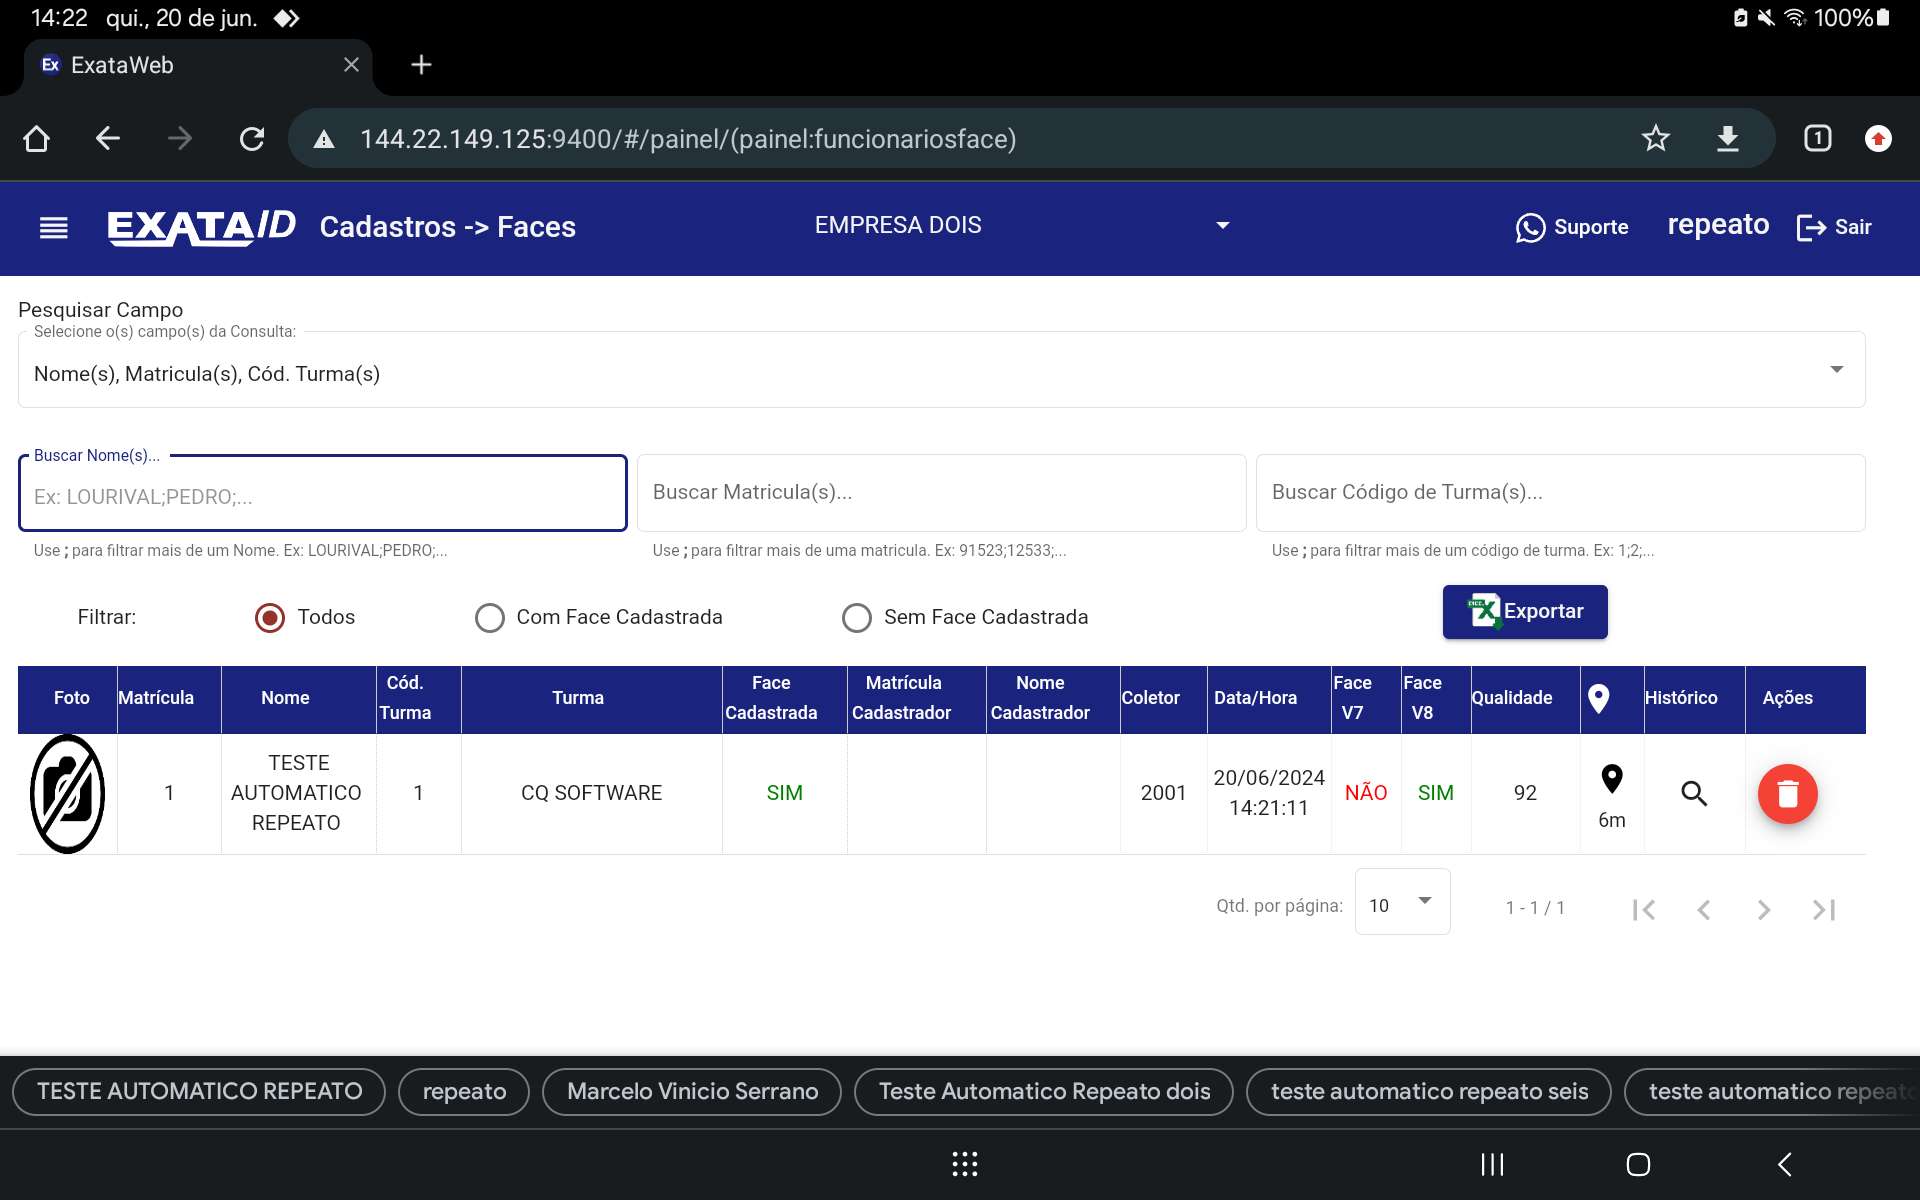 14:22 qui., 20 de jun. 100%
Ex ExataWeb
144.22.149.125:9400/#/painel/(painel:funcionariosface) 1
EXATA/ID Cadastros -> Faces EMPRESA DOIS Suporte repeato Sair
Pesquisar Campo
Selecione o(s) campo(s) da Consulta:
Nome(s), Matricula(s), Cód. Turma(s)
Buscar Nome(s)...
Ex: LOURIVAL;PEDRO;... Buscar Matricula(s)... Buscar Código de Turma(s)...
Use ; para filtrar mais de um Nome. Ex: LOURIVAL;PEDRO;... Use ; para filtrar mais de uma matricula. Ex: 91523;12533;... Use ; para filtrar mais de um código de turma. Ex: 1;2;...
Filtrar: Todos Com Face Cadastrada Sem Face Cadastrada Exportar
Foto Matrícula Nome Cód. Turma Turma Face Cadastrada Matrícula Cadastrador Nome Cadastrador Coletor Data/Hora Face V7 Face V8 Qualidade Histórico Ações
1 TESTE AUTOMATICO REPEATO 1 CQ SOFTWARE SIM 2001 20/06/2024 14:21:11 NÃO SIM 92 6m
Qtd. por página: 10 1 - 1 / 1
TESTE AUTOMATICO REPEATO repeato Marcelo Vinicio Serrano Teste Automatico Repeato dois teste automatico repeato seis teste automatico repeato